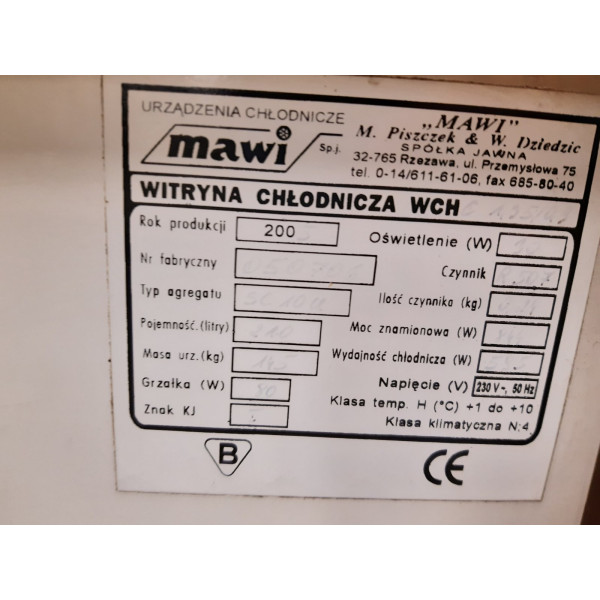 URZĄDZENIA CHŁODNICZE
mawi Sp.j.
„MAWI"
M. Piszczek & W. Dziedzic
SPÓŁKA JAWNA
32-765 Rzezawa, ul. Przemysłowa 75
tel. 0-14/611-61-06, fax 685-80-40
WITRYNA CHŁODNICZA WCH
Rok produkcji 200
Nr fabryczny
Typ agregatu
Pojemność.(litry) 210
Masa urz.(kg) 145
Grzałka (W)
Znak KJ
Oświetlenie (W)
Czynnik
Ilość czynnika (kg)
Moc znamionowa (W)
Wydajność chłodnicza (W)
Napięcie (V) 230 V~, 50 Hz
Klasa temp. H (°C) +1 do +10
Klasa klimatyczna N:4
B
CE